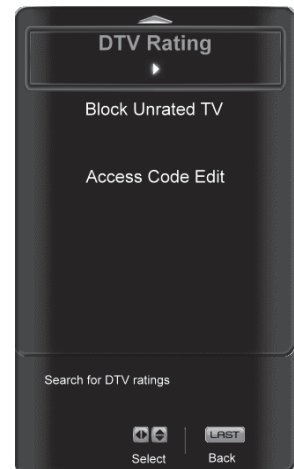 DTV Rating
Block Unrated TV
Access Code Edit
Search for DTV ratings
LAST
Select
Back